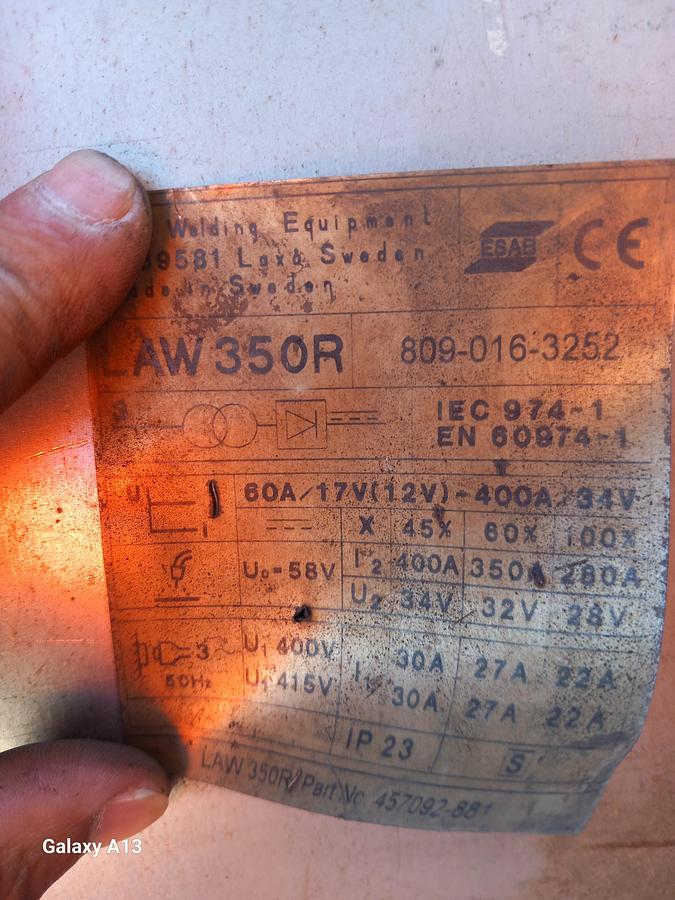 Welding Equipment
69581 Laxå Sweden
in Sweden
ESAB
CE
LAW 350R
809-016-3252
3
IEC 974-1
EN 60974-1
U
I
60A/17V(12V)-400A/34V
X 45% 60% 100%
U₀=58V
I₂ 400A 350A 280A
U₂ 34V 32V 28V
3
50Hz
U₁ 400V
I₁ 30A 27A 22A
U₁ 415V
30A 27A 22A
IP 23
S
LAW 350R/Part No. 457092-881
Galaxy A13